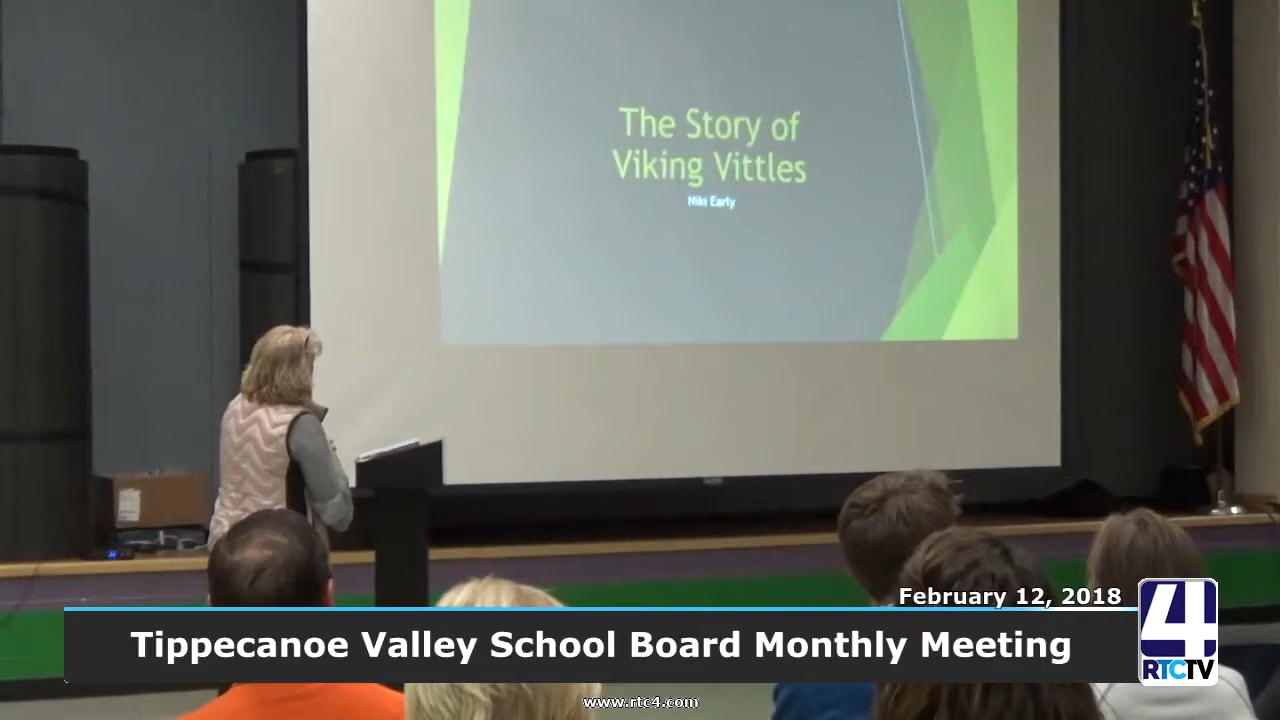 The Story of
Viking Vittles
Niki Early
February 12, 2018
Tippecanoe Valley School Board Monthly Meeting
4
RTCTV
www.rtc4.com